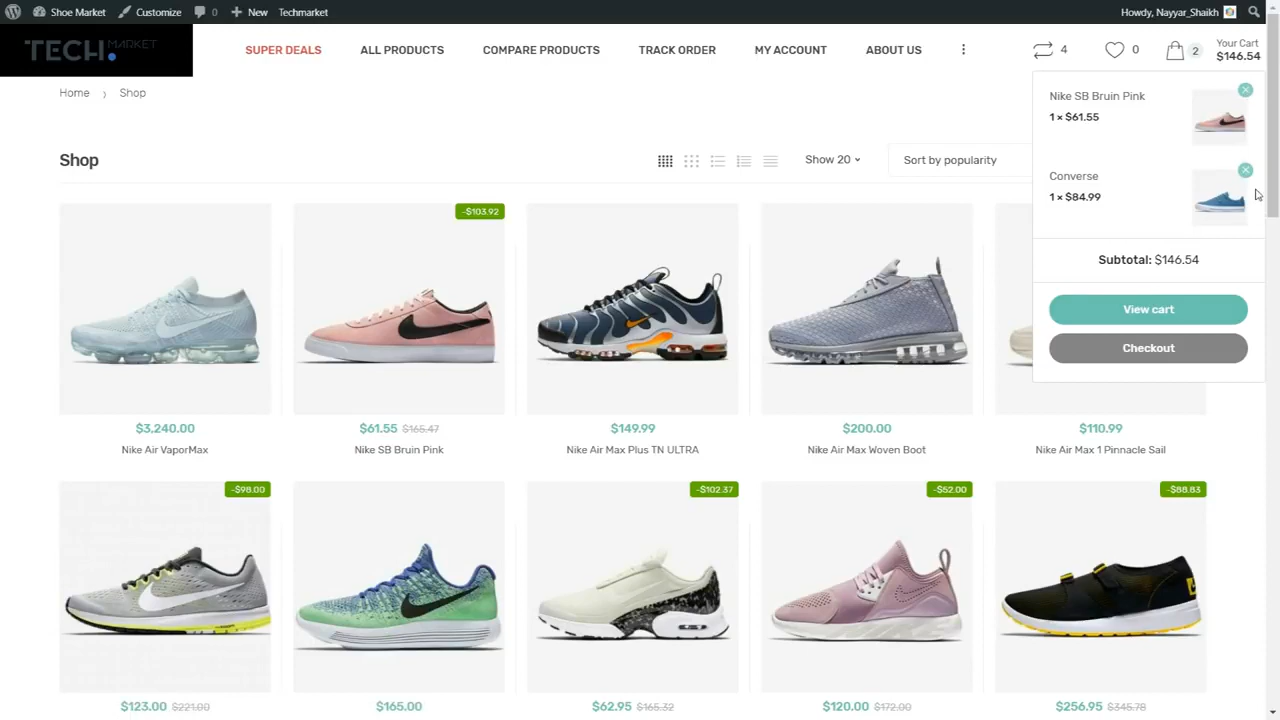 Shoe Market Customize 0 New Techmarket Howdy, Nayyar_Shaikh
TECH MARKET
SUPER DEALS ALL PRODUCTS COMPARE PRODUCTS TRACK ORDER MY ACCOUNT ABOUT US 4 0 2 Your Cart
$146.54
Home Shop
Nike SB Bruin Pink
1 × $61.55
Shop
Show 20
Sort by popularity
Converse
1 × $84.99
Subtotal: $146.54
View cart
Checkout
-$103.92
$3,240.00 $61.55 $165.47 $149.99 $200.00 $110.99
Nike Air VaporMax Nike SB Bruin Pink Nike Air Max Plus TN ULTRA Nike Air Max Woven Boot Nike Air Max 1 Pinnacle Sail
-$98.00 -$102.37 -$52.00 -$88.83
$123.00 $221.00 $165.00 $62.95 $165.32 $120.00 $172.00 $256.95 $345.78